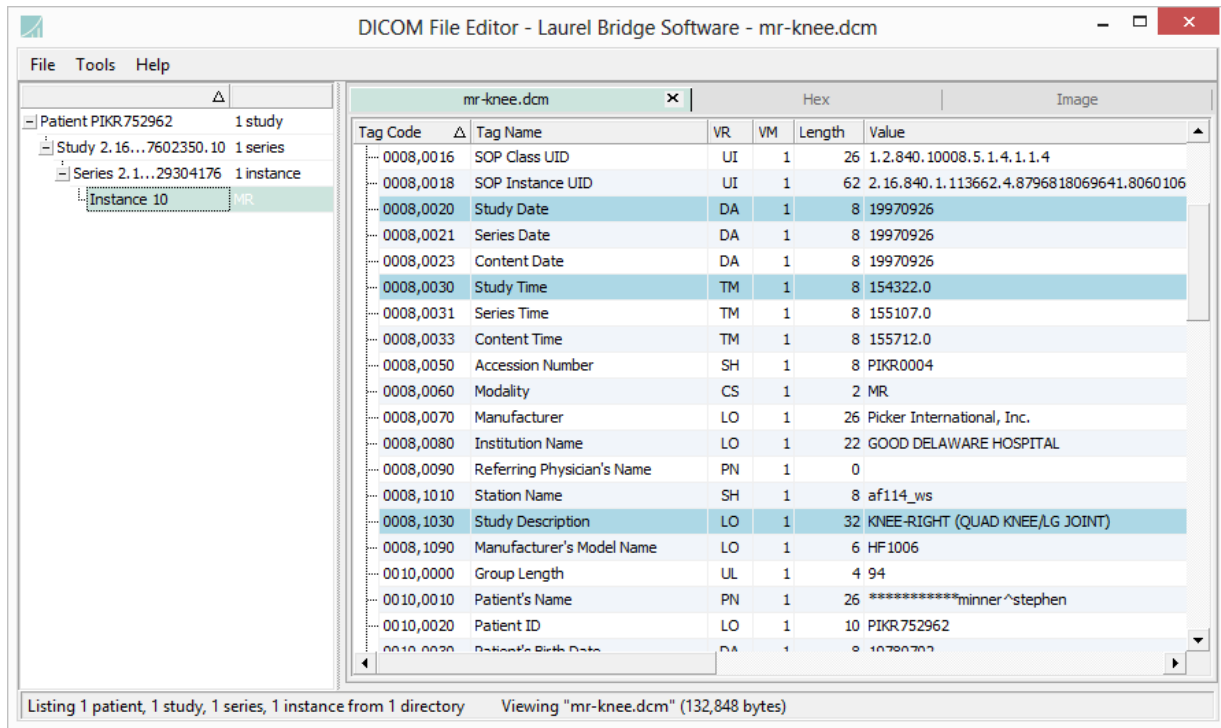 DICOM File Editor - Laurel Bridge Software - mr-knee.dcm
File Tools Help
Patient PIKR752962 1 study
Study 2.16...7602350.10 1 series
Series 2.1...29304176 1 instance
Instance 10 MR
mr-knee.dcm Hex Image
Tag Code Tag Name VR VM Length Value
0008,0016 SOP Class UID UI 1 26 1.2.840.10008.5.1.4.1.1.4
0008,0018 SOP Instance UID UI 1 62 2.16.840.1.113662.4.8796818069641.8060106
0008,0020 Study Date DA 1 8 19970926
0008,0021 Series Date DA 1 8 19970926
0008,0023 Content Date DA 1 8 19970926
0008,0030 Study Time TM 1 8 154322.0
0008,0031 Series Time TM 1 8 155107.0
0008,0033 Content Time TM 1 8 155712.0
0008,0050 Accession Number SH 1 8 PIKR0004
0008,0060 Modality CS 1 2 MR
0008,0070 Manufacturer LO 1 26 Picker International, Inc.
0008,0080 Institution Name LO 1 22 GOOD DELAWARE HOSPITAL
0008,0090 Referring Physician's Name PN 1 0
0008,1010 Station Name SH 1 8 af114_ws
0008,1030 Study Description LO 1 32 KNEE-RIGHT (QUAD KNEE/LG JOINT)
0008,1090 Manufacturer's Model Name LO 1 6 HF1006
0010,0000 Group Length UL 1 4 94
0010,0010 Patient's Name PN 1 26 ***********minner^stephen
0010,0020 Patient ID LO 1 10 PIKR752962
0010,0030 Patient's Birth Date DA 1 8
Listing 1 patient, 1 study, 1 series, 1 instance from 1 directory Viewing "mr-knee.dcm" (132,848 bytes)